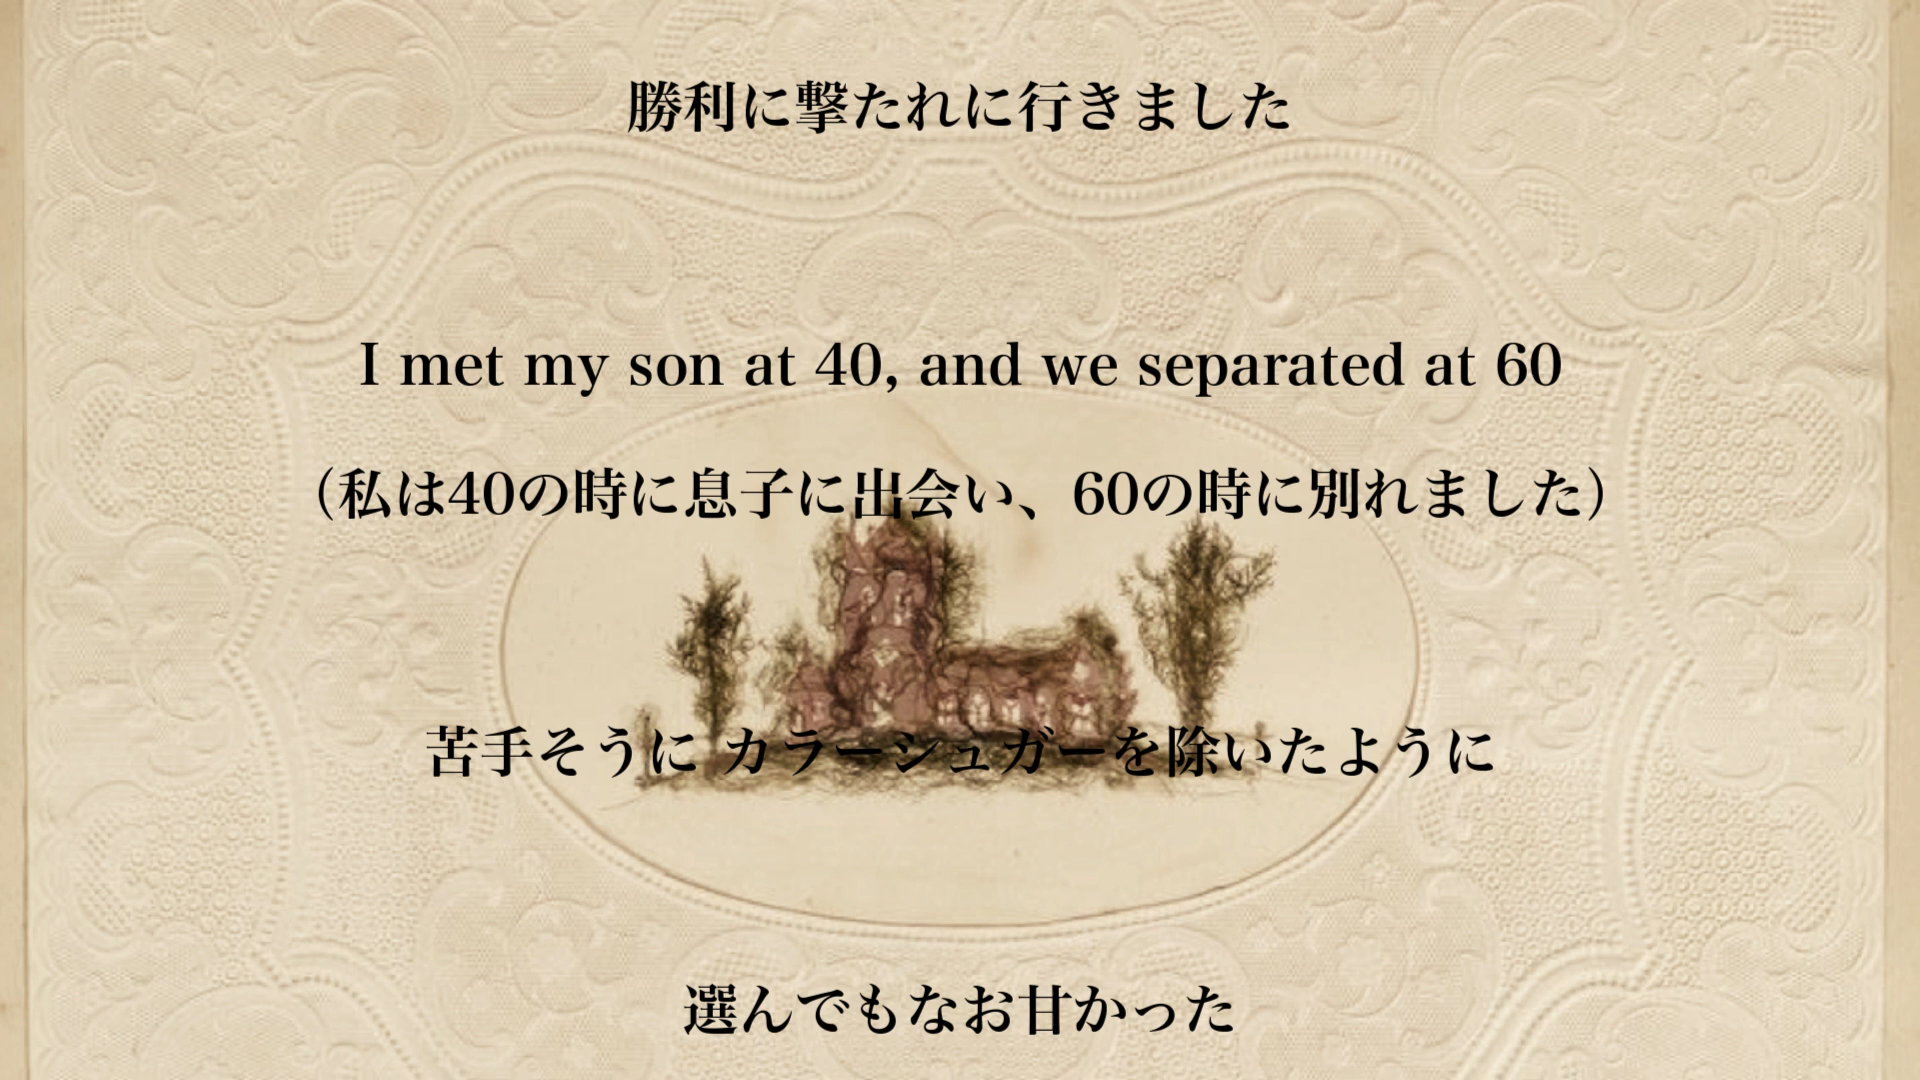 勝利に撃たれに行きました
I met my son at 40, and we separated at 60
（私は40の時に息子に出会い、60の時に別れました）
苦手そうに カラーシュガーを除いたように
選んでもなお甘かった